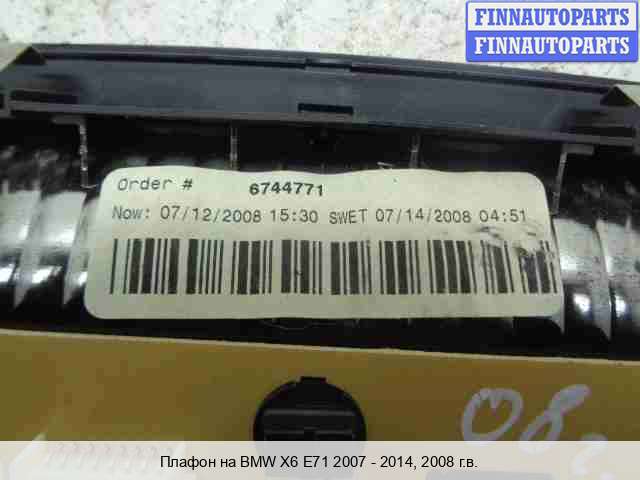 FINNAUTOPARTS
FINNAUTOPARTS
Order # 6744771
Now: 07/12/2008 15:30 SWET 07/14/2008 04:51
08
Плафон на BMW X6 E71 2007 - 2014, 2008 г.в.